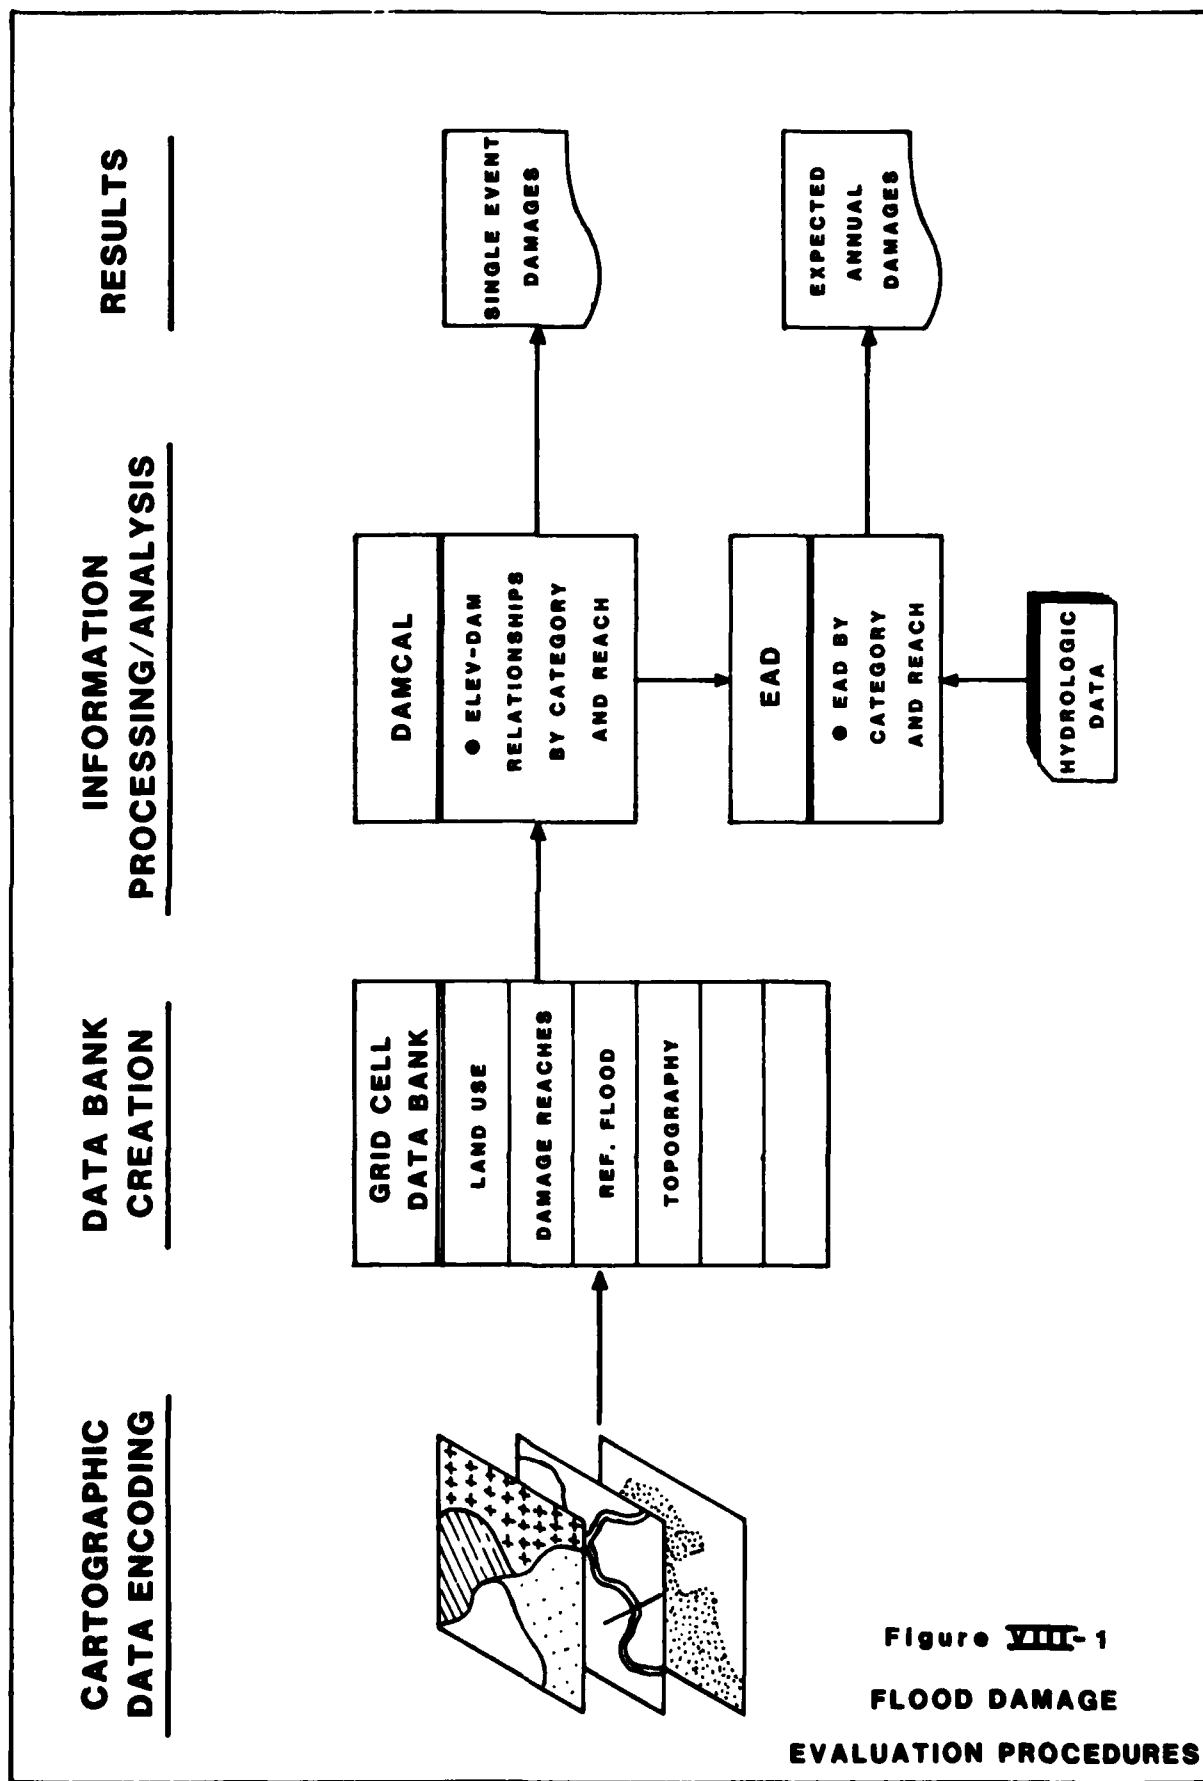 CARTOGRAPHIC
DATA ENCODING
DATA BANK
CREATION
GRID CELL
DATA BANK
LAND USE
DAMAGE REACHES
REF. FLOOD
TOPOGRAPHY
INFORMATION
PROCESSING/ANALYSIS
DAMCAL
● ELEV-DAM
RELATIONSHIPS
BY CATEGORY
AND REACH
EAD
● EAD BY
CATEGORY
AND REACH
HYDROLOGIC
DATA
RESULTS
SINGLE EVENT
DAMAGES
EXPECTED
ANNUAL
DAMAGES
Figure VIII-1
FLOOD DAMAGE
EVALUATION PROCEDURES